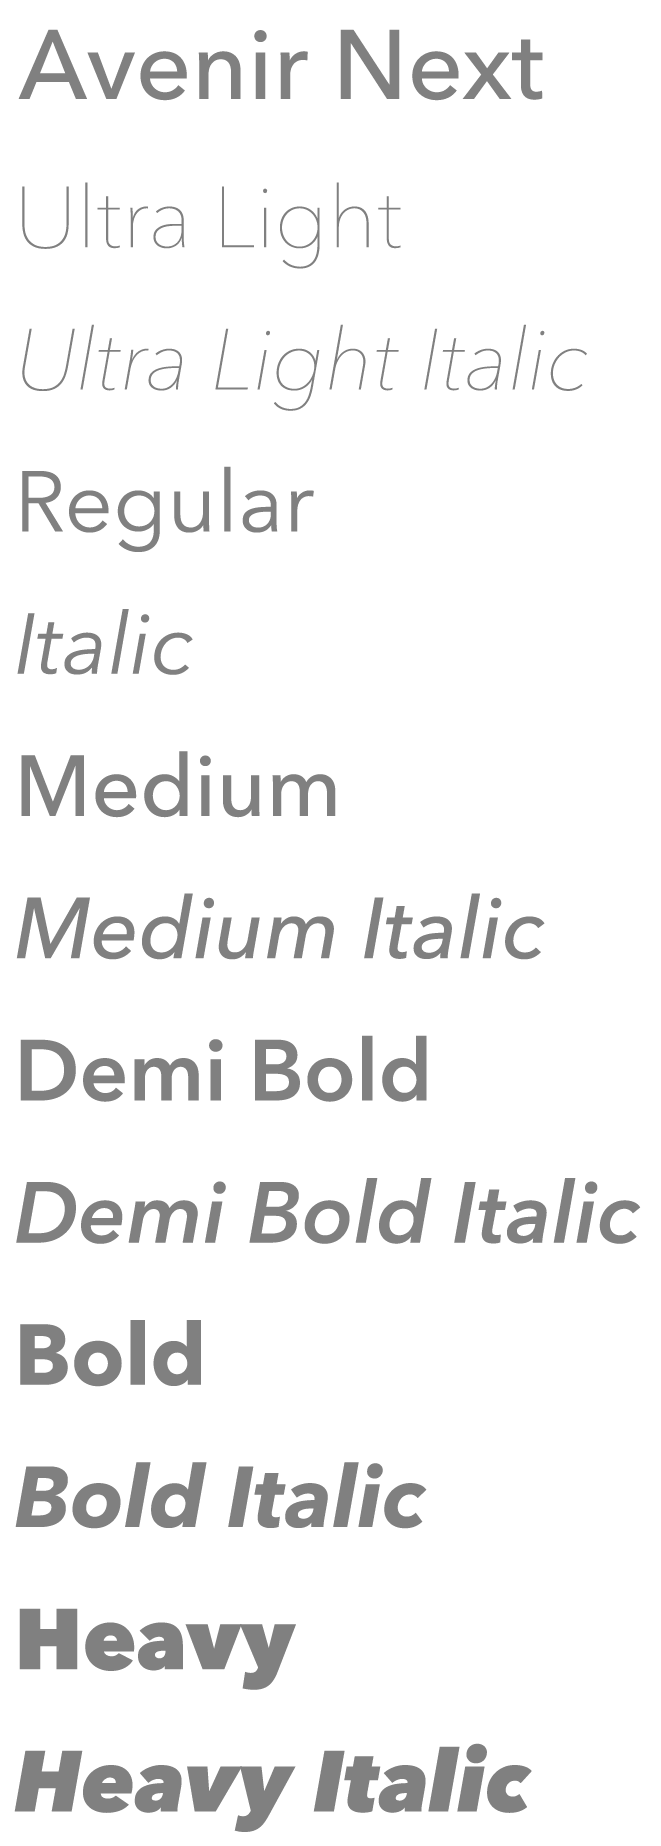 Avenir Next
Ultra Light
Ultra Light Italic
Regular
Italic
Medium
Medium Italic
Demi Bold
Demi Bold Italic
Bold
Bold Italic
Heavy
Heavy Italic